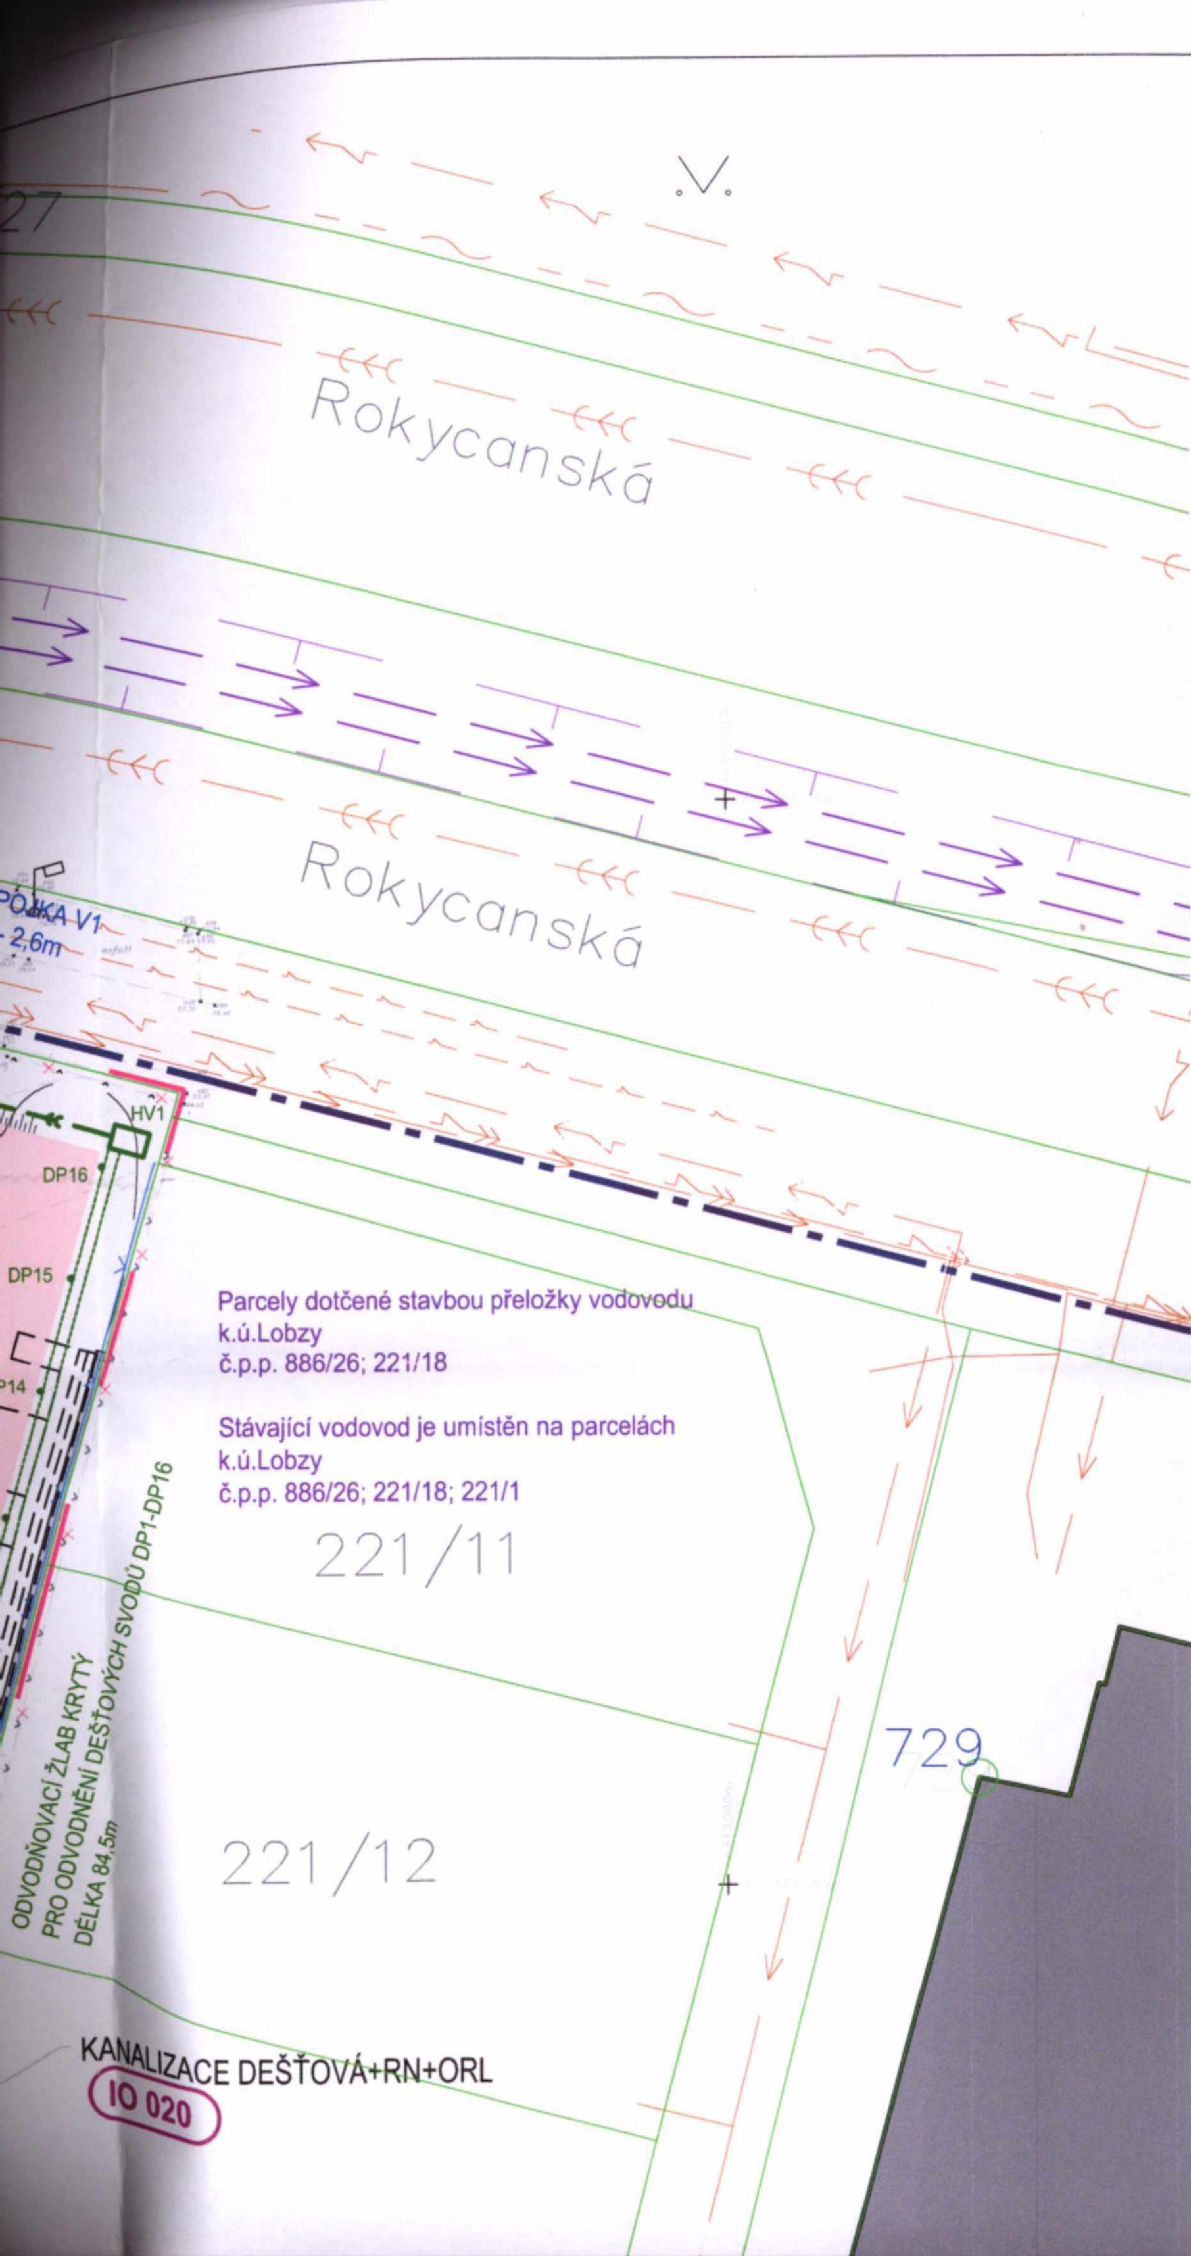 27
Rokycanská
Rokycanská
V1
2,6m
HV1
DP16
DP15
P14
Parcely dotčené stavbou přeložky vodovodu
k.ú.Lobzy
č.p.p. 886/26; 221/18
Stávající vodovod je umístěn na parcelách
k.ú.Lobzy
č.p.p. 886/26; 221/18; 221/1
221/11
ODVODŇOVACÍ ŽLAB KRYTÝ
PRO ODVODNĚNÍ DEŠŤOVÝCH SVODŮ DP1-DP16
DÉLKA 84,5m
729
221/12
KANALIZACE DEŠŤOVÁ+RN+ORL
IO 020